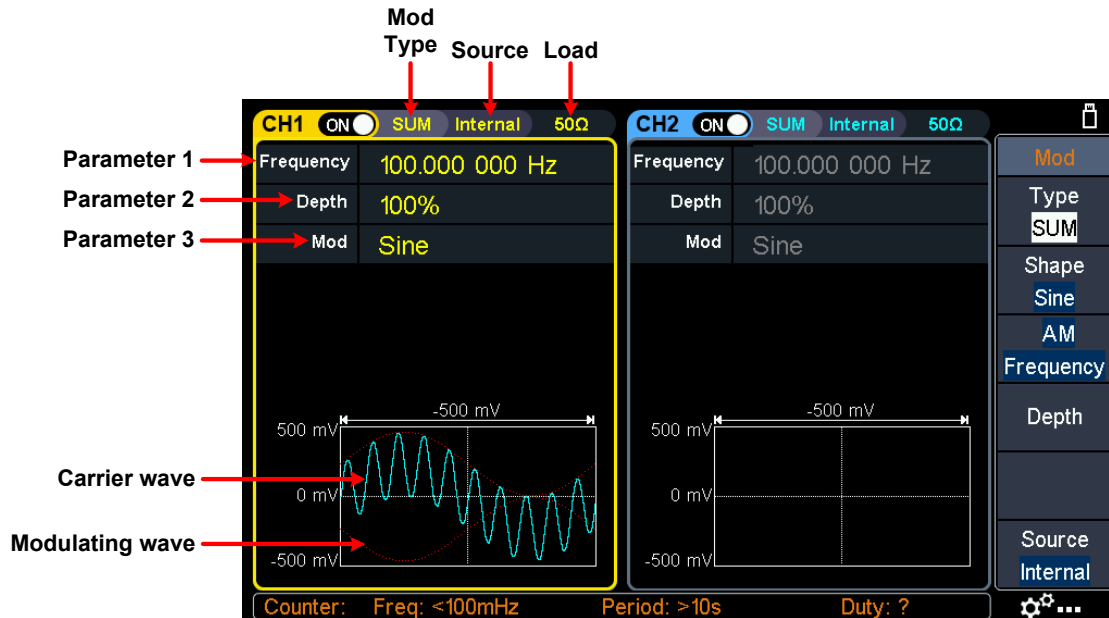 Mod
Type Source Load
CH1 ON SUM Internal 50Ω
CH2 ON SUM Internal 50Ω
Parameter 1
Frequency 100.000 000 Hz
Parameter 2
Depth 100%
Parameter 3
Mod Sine
Frequency 100.000 000 Hz
Depth 100%
Mod Sine
Mod
Type
SUM
Shape
Sine
AM
Frequency
Depth
Source
Internal
-500 mV
500 mV
0 mV
-500 mV
Carrier wave
Modulating wave
-500 mV
500 mV
0 mV
-500 mV
Counter: Freq: <100mHz Period: >10s Duty: ?